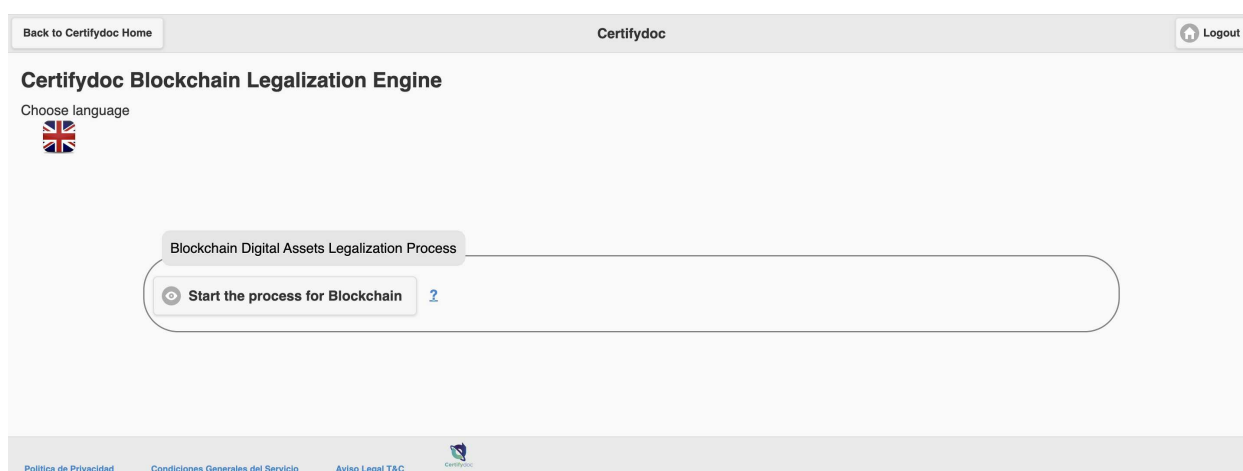 Back to Certifydoc Home
Certifydoc
Logout
Certifydoc Blockchain Legalization Engine
Choose language
Blockchain Digital Assets Legalization Process
Start the process for Blockchain ?
Certifydoc
Política de Privacidad Condiciones Generales del Servicio Aviso Legal T&C